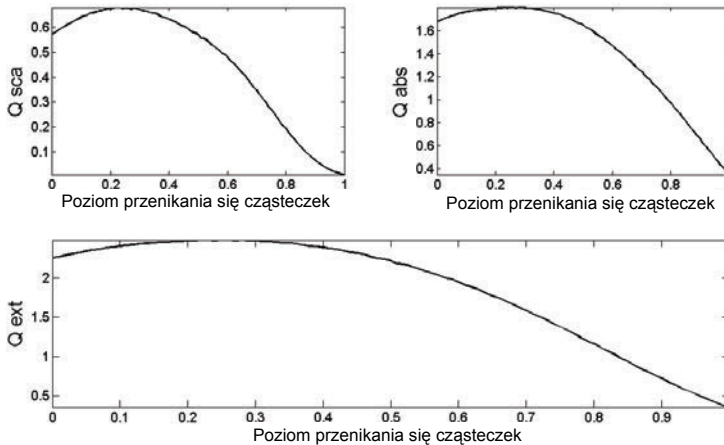 Q sca
0.6
0.5
0.4
0.3
0.2
0.1
0 0.2 0.4 0.6 0.8 1
Poziom przenikania się cząsteczek
Q abs
1.6
1.4
1.2
1
0.8
0.6
0.4
0 0.2 0.4 0.6 0.8
Poziom przenikania się cząsteczek
Q ext
2
1.5
1
0.5
0 0.1 0.2 0.3 0.4 0.5 0.6 0.7 0.8 0.9
Poziom przenikania się cząsteczek